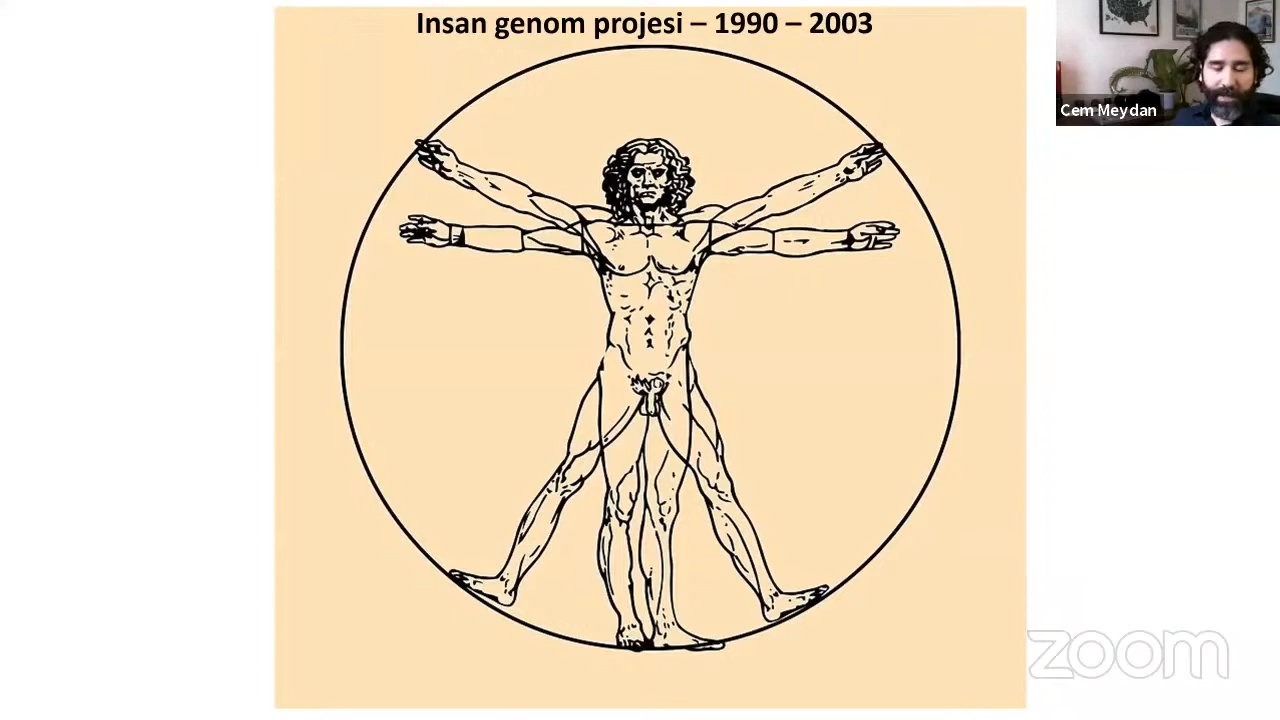 Insan genom projesi – 1990 – 2003
Cem Meydan
zoom